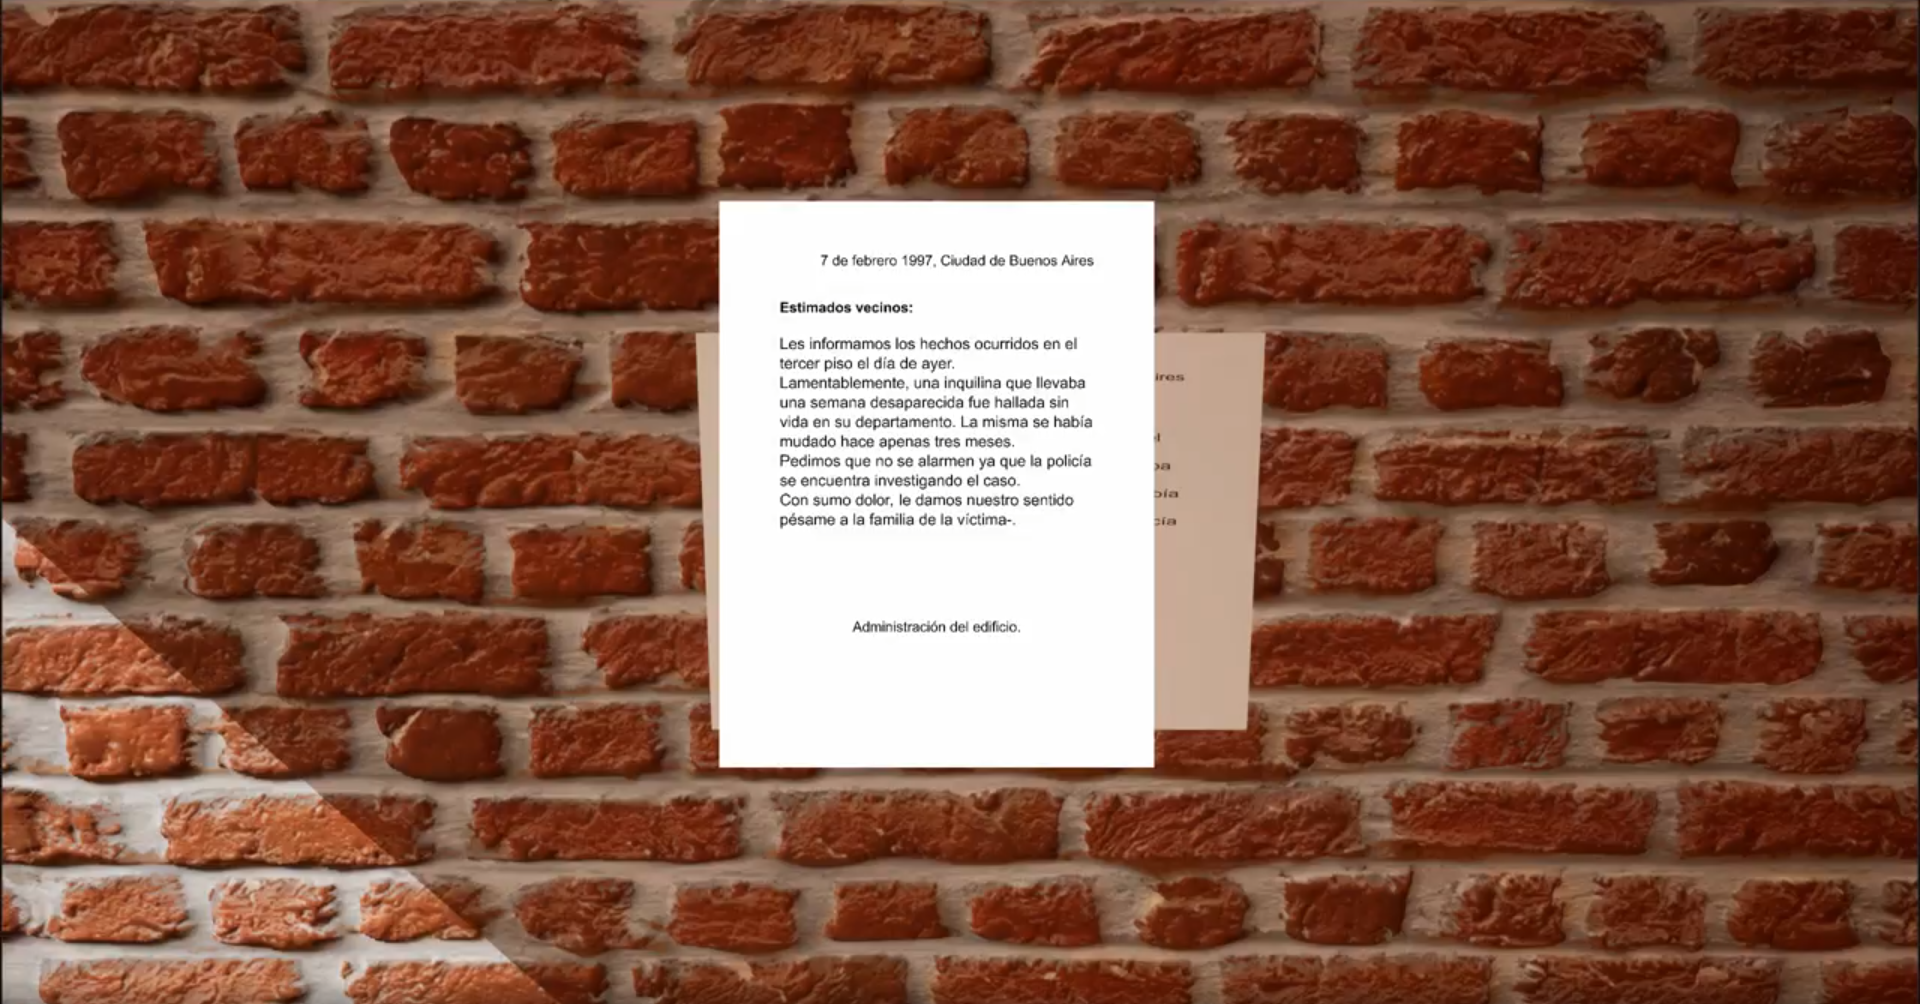 7 de febrero 1997, Ciudad de Buenos Aires
Estimados vecinos:
Les informamos los hechos ocurridos en el
tercer piso el día de ayer.
Lamentablemente, una inquilina que llevaba
una semana desaparecida fue hallada sin
vida en su departamento. La misma se había
mudado hace apenas tres meses.
Pedimos que no se alarmen ya que la policía
se encuentra investigando el caso.
Con sumo dolor, le damos nuestro sentido
pésame a la familia de la víctima-.
Administración del edificio.